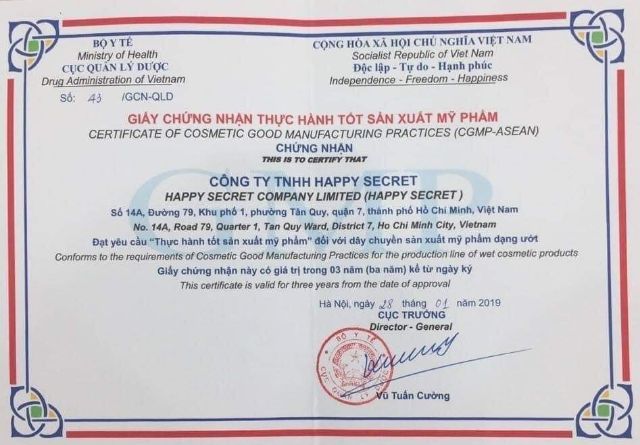 BỘ Y TẾ
Ministry of Health
CỤC QUẢN LÝ DƯỢC
Drug Administration of Vietnam
Số: 43 /GCN-QLD
CỘNG HÒA XÃ HỘI CHỦ NGHĨA VIỆT NAM
Socialist Republic of Viet Nam
Độc lập - Tự do - Hạnh phúc
Independence - Freedom - Happiness
GIẤY CHỨNG NHẬN THỰC HÀNH TỐT SẢN XUẤT MỸ PHẨM
CERTIFICATE OF COSMETIC GOOD MANUFACTURING PRACTICES (CGMP-ASEAN)
CHỨNG NHẬN
THIS IS TO CERTIFY THAT
CGMP
CÔNG TY TNHH HAPPY SECRET
HAPPY SECRET COMPANY LIMITED (HAPPY SECRET )
Số 14A, Đường 79, Khu phố 1, phường Tân Quy, quận 7, thành phố Hồ Chí Minh, Việt Nam
No. 14A, Road 79, Quarter 1, Tan Quy Ward, District 7, Ho Chi Minh City, Vietnam
Đạt yêu cầu "Thực hành tốt sản xuất mỹ phẩm" đối với dây chuyền sản xuất mỹ phẩm dạng ướt
Conforms to the requirements of Cosmetic Good Manufacturing Practices for the production line of wet cosmetic products
Giấy chứng nhận này có giá trị trong 03 năm (ba năm) kể từ ngày ký
This certificate is valid for three years from the date of approval
Hà Nội, ngày 28 tháng 01 năm 2019
CỤC TRƯỞNG
Director - General
BỘ Y TẾ
CỤC QUẢN LÝ DƯỢC
Vũ Tuấn Cường